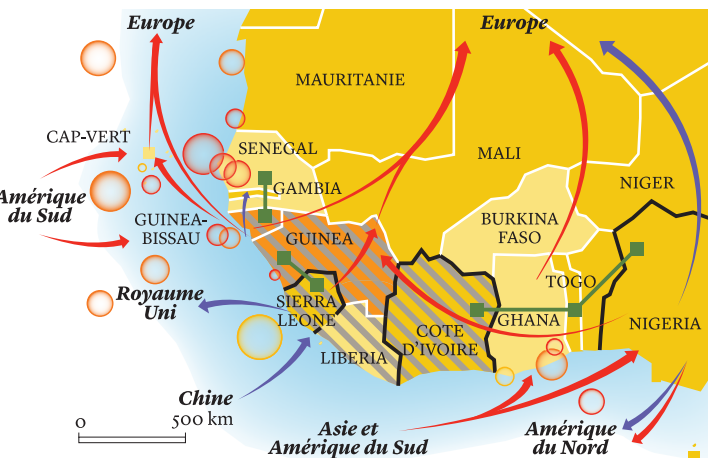 Europe
Europe
MAURITANIE
CAP-VERT
SENEGAL
MALI
GAMBIA
NIGER
Amérique
du Sud
GUINEA-
BISSAU
BURKINA
FASO
GUINEA
TOGO
Royaume
Uni
SIERRA
LEONE
GHANA
NIGERIA
COTE
D'IVOIRE
LIBERIA
Chine
0
500 km
Asie et
Amérique du Sud
Amérique
du Nord